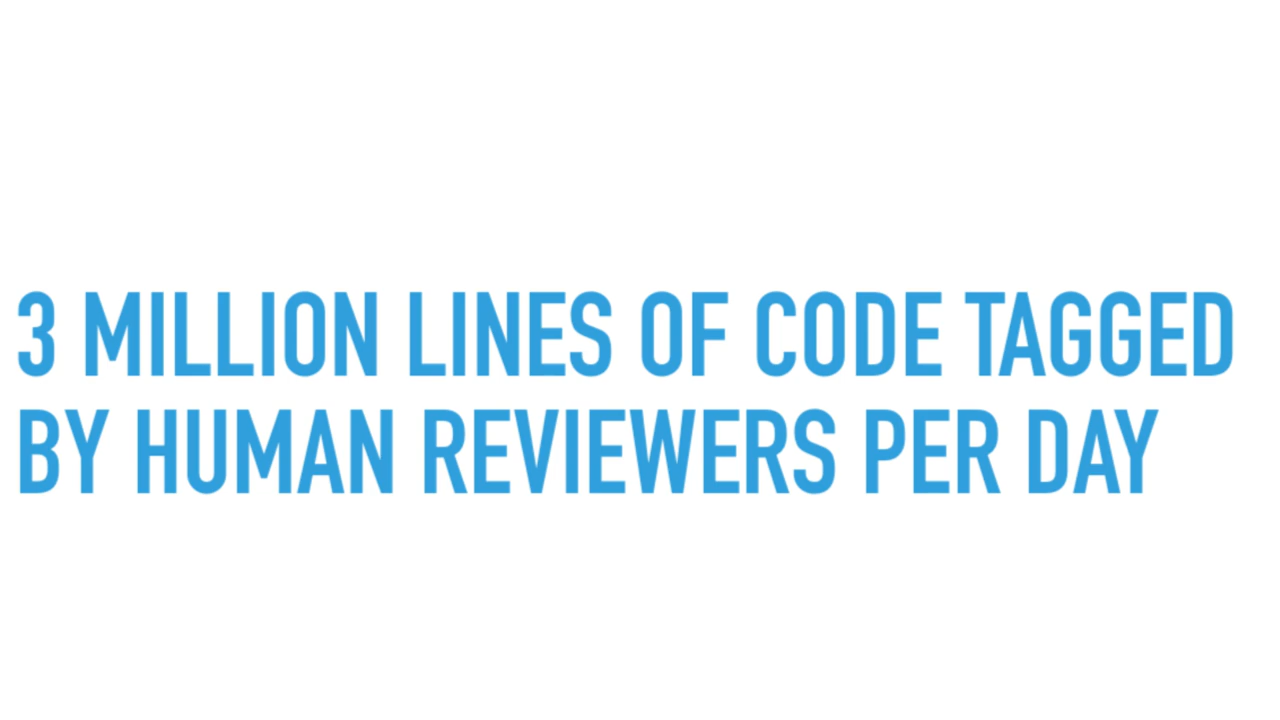 3 MILLION LINES OF CODE TAGGED
BY HUMAN REVIEWERS PER DAY